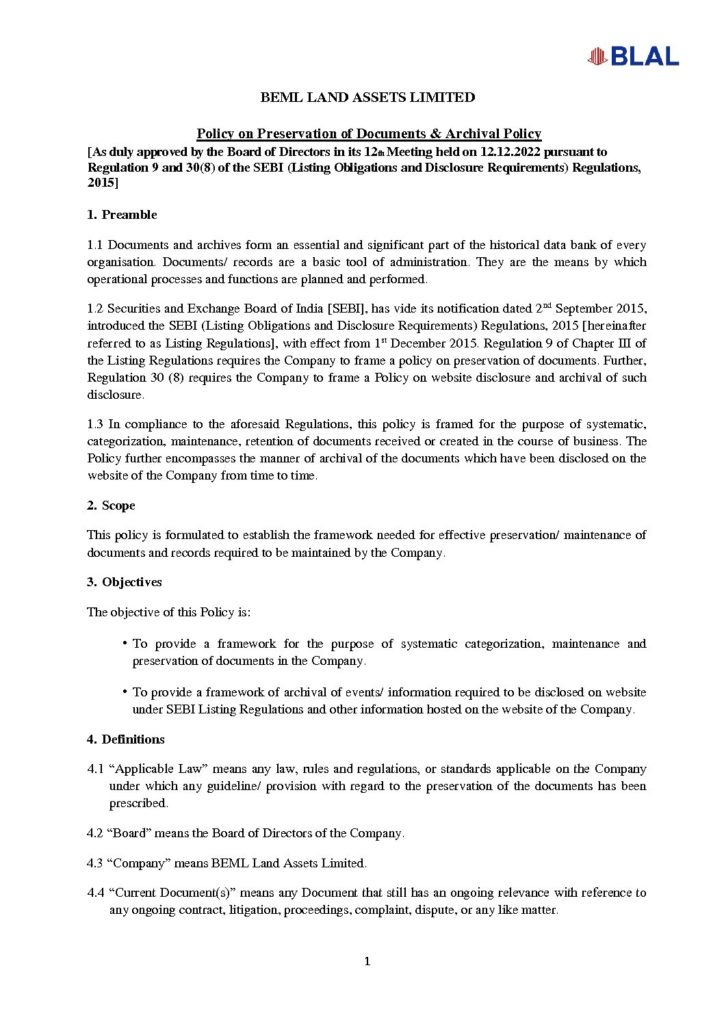 BLAL
BEML LAND ASSETS LIMITED
Policy on Preservation of Documents & Archival Policy
[As duly approved by the Board of Directors in its 12th Meeting held on 12.12.2022 pursuant to
Regulation 9 and 30(8) of the SEBI (Listing Obligations and Disclosure Requirements) Regulations,
2015]
1. Preamble
1.1 Documents and archives form an essential and significant part of the historical data bank of every
organisation. Documents/ records are a basic tool of administration. They are the means by which
operational processes and functions are planned and performed.
1.2 Securities and Exchange Board of India [SEBI], has vide its notification dated 2nd September 2015,
introduced the SEBI (Listing Obligations and Disclosure Requirements) Regulations, 2015 [hereinafter
referred to as Listing Regulations], with effect from 1st December 2015. Regulation 9 of Chapter III of
the Listing Regulations requires the Company to frame a policy on preservation of documents. Further,
Regulation 30 (8) requires the Company to frame a Policy on website disclosure and archival of such
disclosure.
1.3 In compliance to the aforesaid Regulations, this policy is framed for the purpose of systematic,
categorization, maintenance, retention of documents received or created in the course of business. The
Policy further encompasses the manner of archival of the documents which have been disclosed on the
website of the Company from time to time.
2. Scope
This policy is formulated to establish the framework needed for effective preservation/ maintenance of
documents and records required to be maintained by the Company.
3. Objectives
The objective of this Policy is:
• To provide a framework for the purpose of systematic categorization, maintenance and
preservation of documents in the Company.
• To provide a framework of archival of events/ information required to be disclosed on website
under SEBI Listing Regulations and other information hosted on the website of the Company.
4. Definitions
4.1 “Applicable Law” means any law, rules and regulations, or standards applicable on the Company
under which any guideline/ provision with regard to the preservation of the documents has been
prescribed.
4.2 “Board” means the Board of Directors of the Company.
4.3 “Company” means BEML Land Assets Limited.
4.4 “Current Document(s)” means any Document that still has an ongoing relevance with reference to
any ongoing contract, litigation, proceedings, complaint, dispute, or any like matter.
1